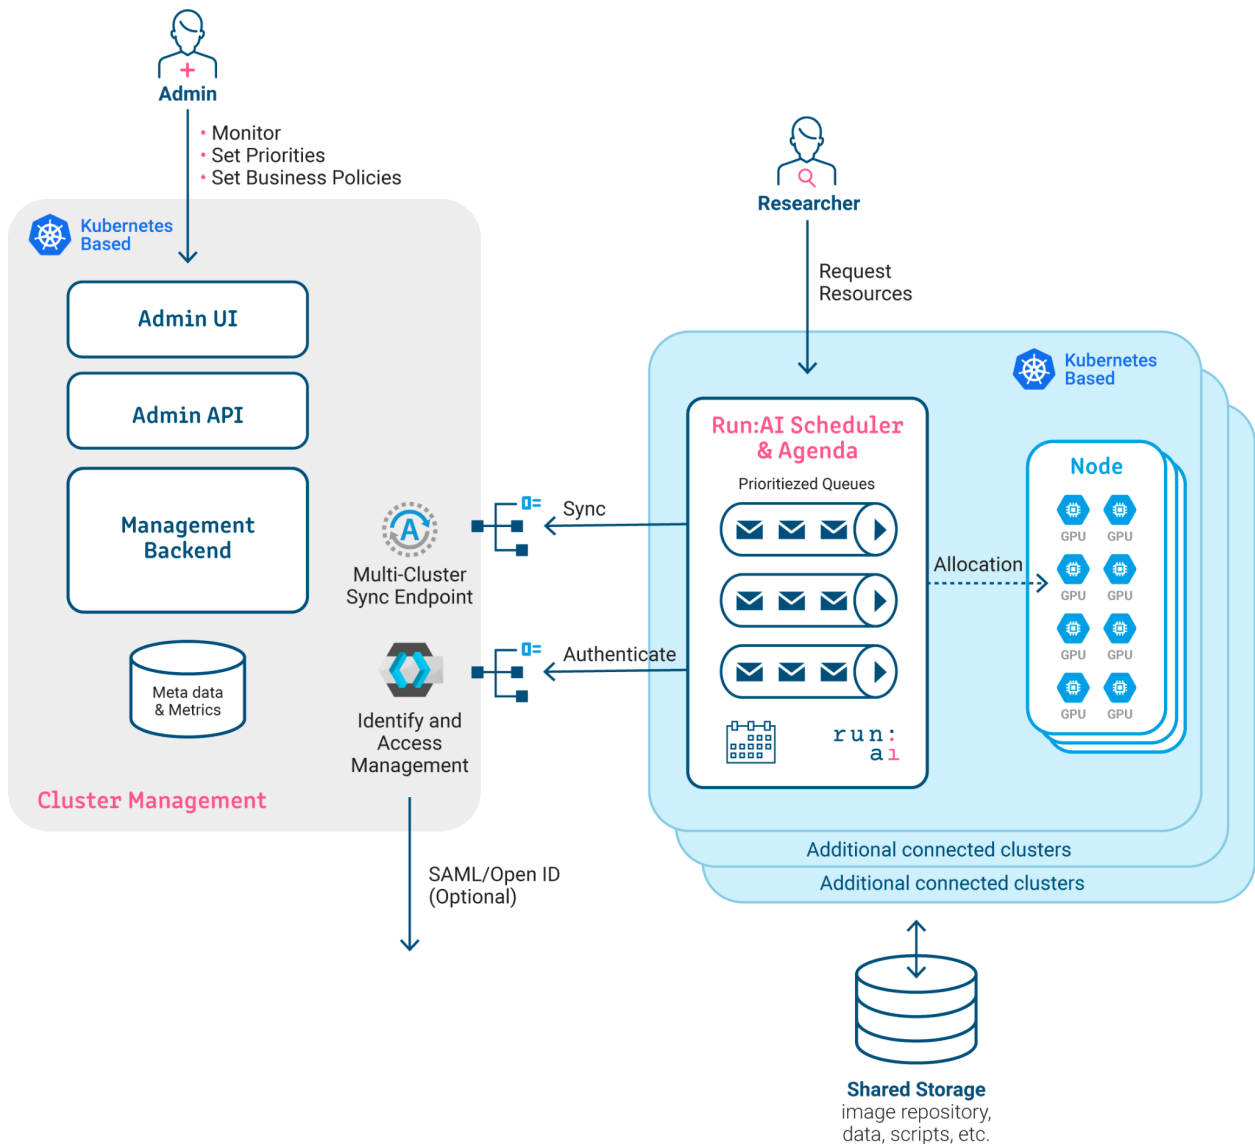 Admin
• Monitor
• Set Priorities
• Set Business Policies
Kubernetes
Based
Admin UI
Admin API
Management
Backend
Meta data
& Metrics
A
Multi-Cluster
Sync Endpoint
Identify and
Access
Management
Cluster Management
SAML/Open ID
(Optional)
Sync
Authenticate
Researcher
Request
Resources
Kubernetes
Based
Run:AI Scheduler
& Agenda
Prioritiezed Queues
run:
ai
Allocation
Node
GPU GPU
GPU GPU
GPU GPU
GPU GPU
Additional connected clusters
Additional connected clusters
Shared Storage
image repository,
data, scripts, etc.